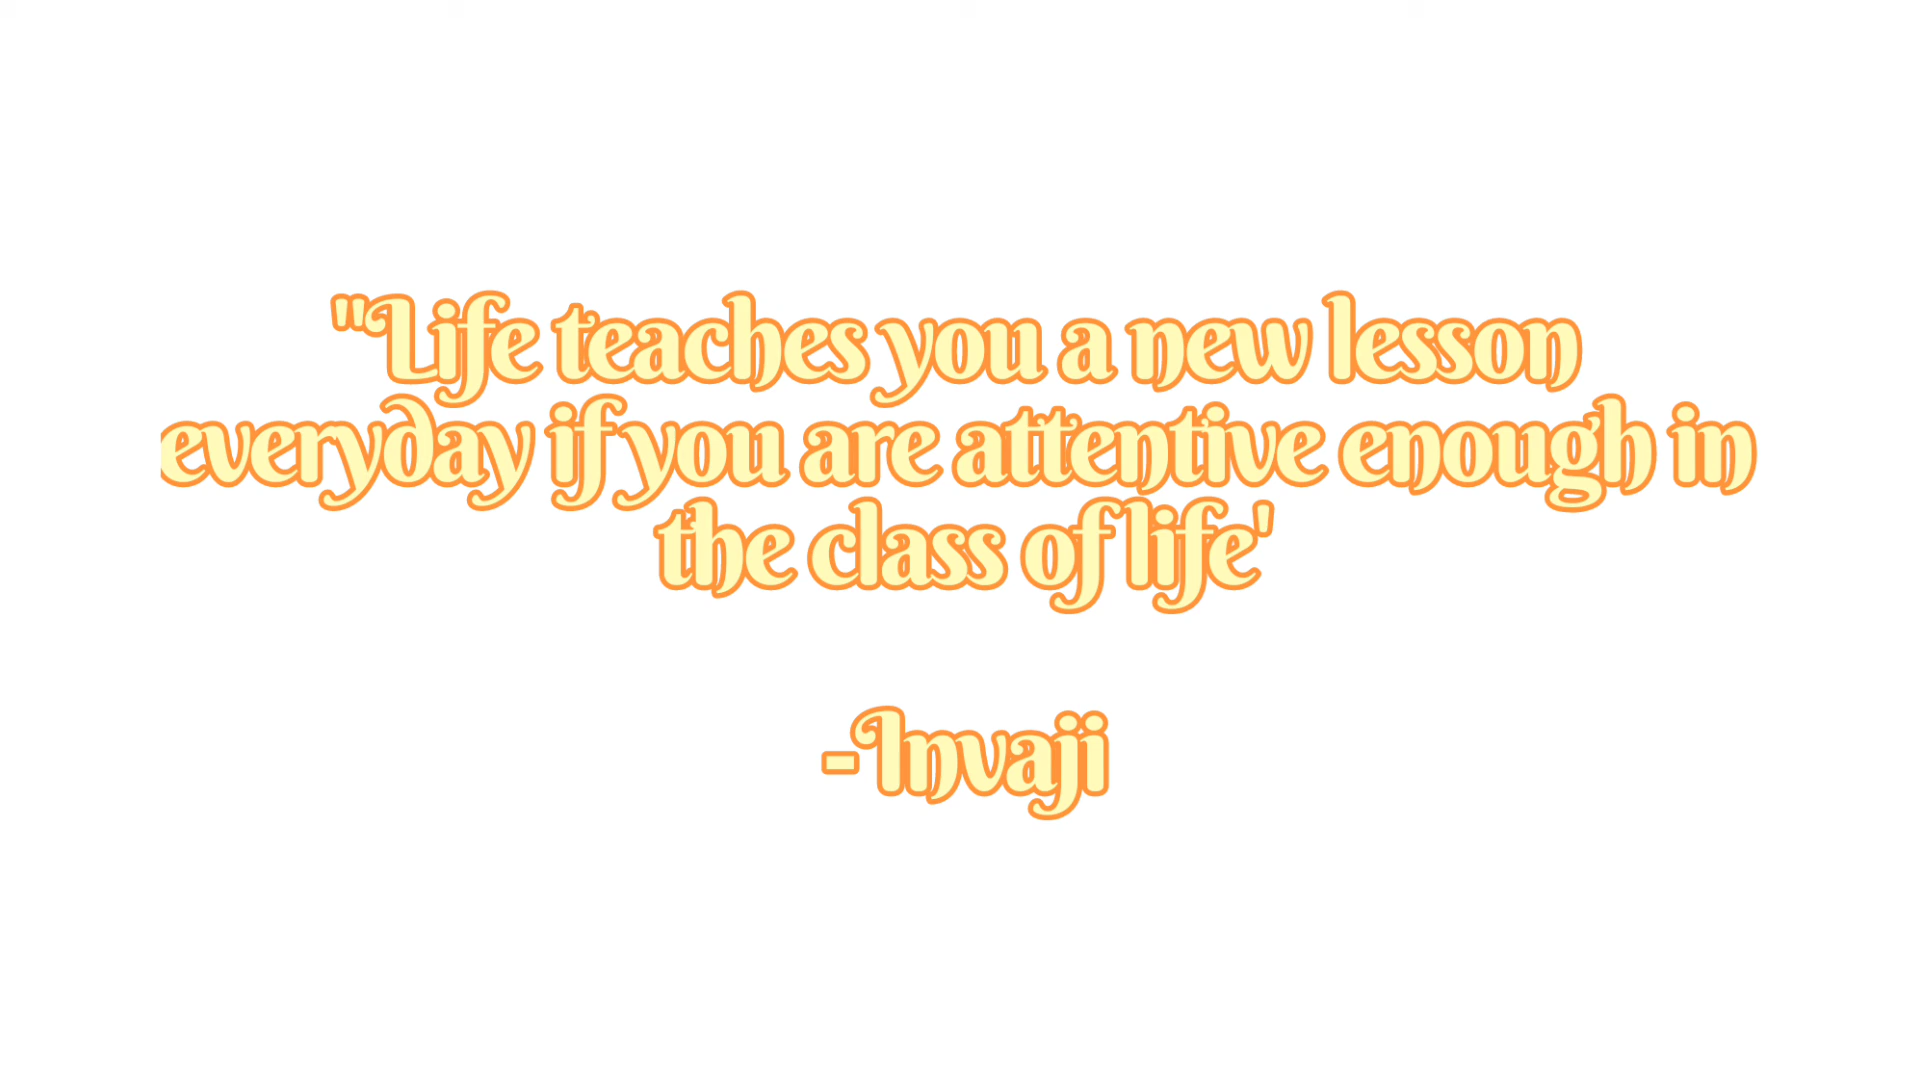 "Life teaches you a new lesson
everyday if you are attentive enough in
the class of life'
-Invaji